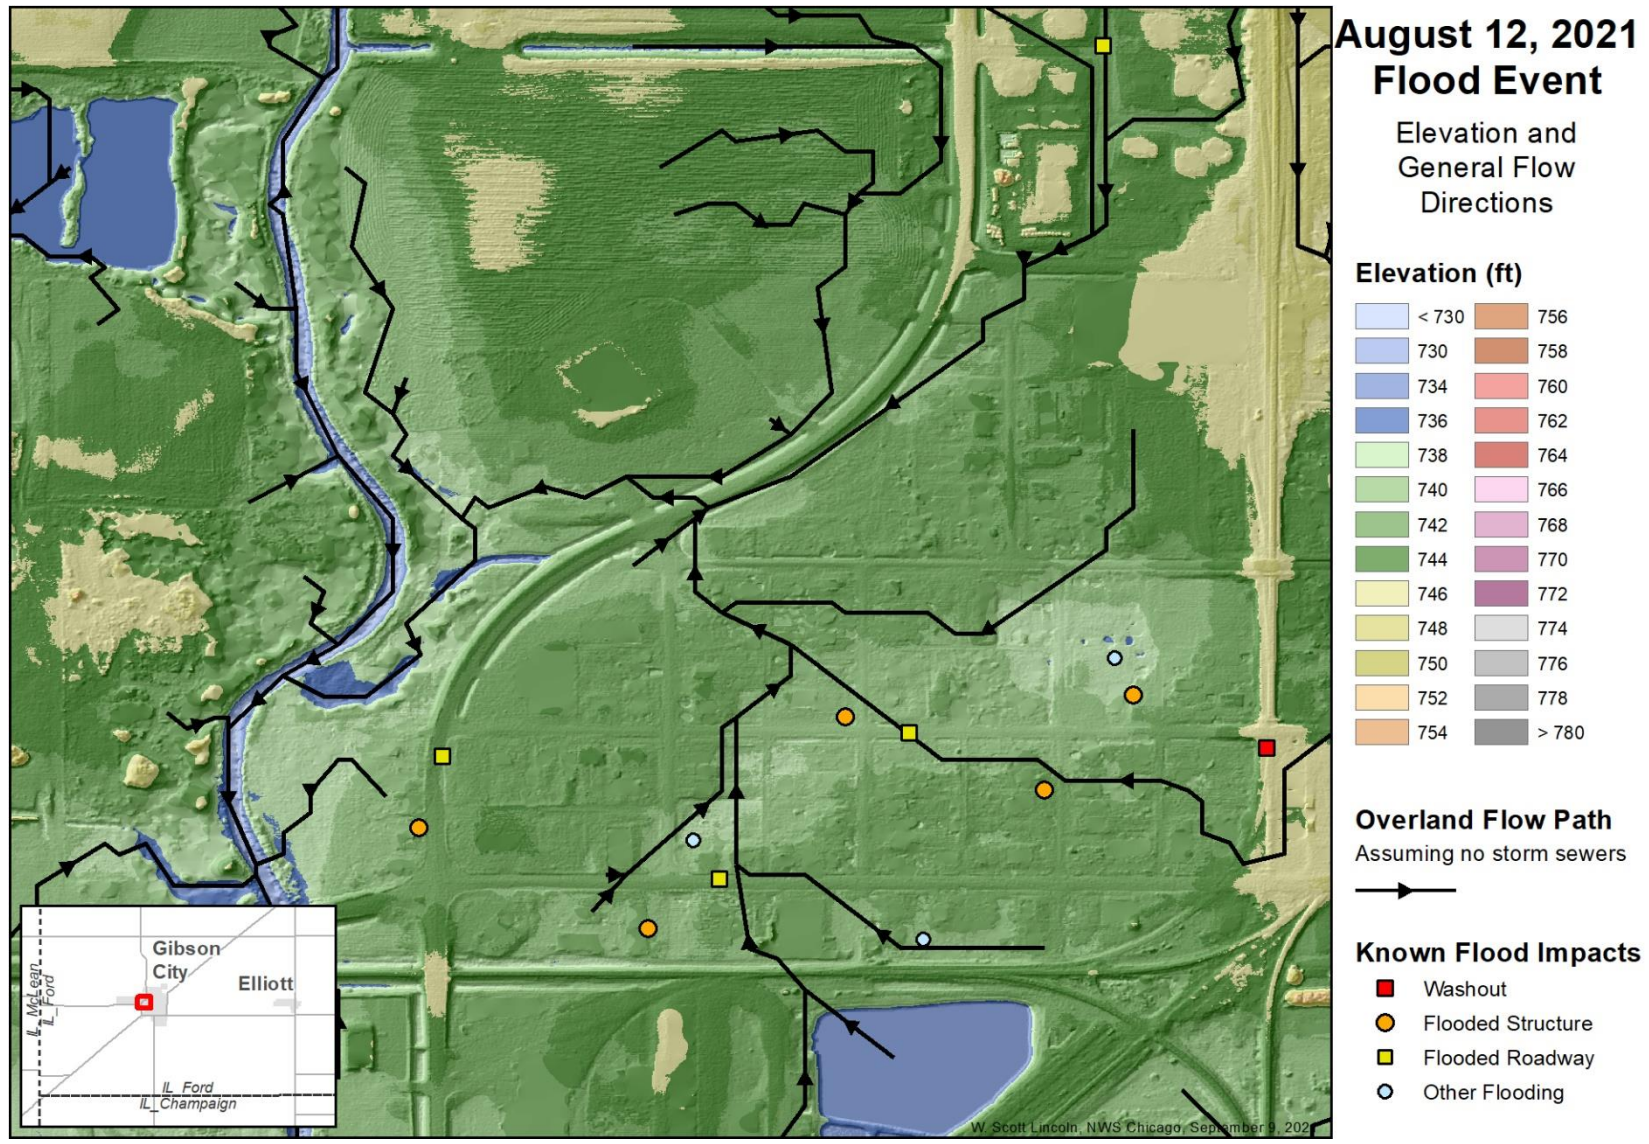 August 12, 2021
Flood Event
Elevation and
General Flow
Directions
Elevation (ft)
< 730
730
734
736
738
740
742
744
746
748
750
752
754
756
758
760
762
764
766
768
770
772
774
776
778
> 780
Overland Flow Path
Assuming no storm sewers
Known Flood Impacts
Washout
Flooded Structure
Flooded Roadway
Other Flooding
Gibson
City
Elliott
IL_McLean
IL_Ford
IL_Ford
IL_Champaign
W. Scott Lincoln, NWS Chicago, September 9, 202